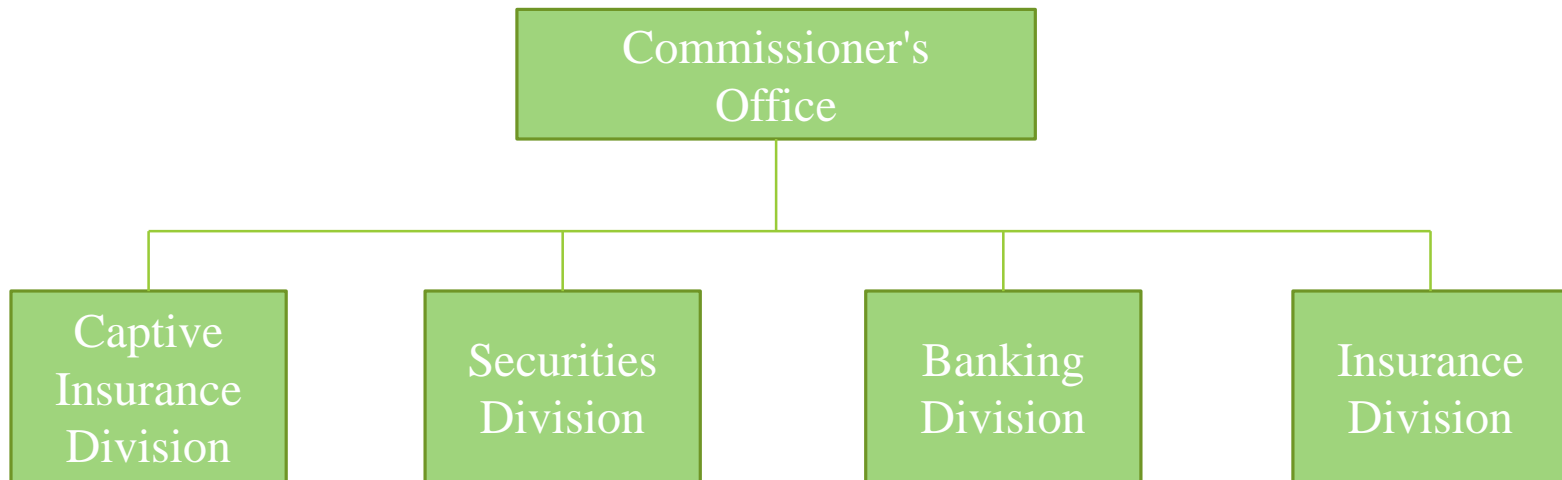 Commissioner's
Office
Captive
Insurance
Division
Securities
Division
Banking
Division
Insurance
Division